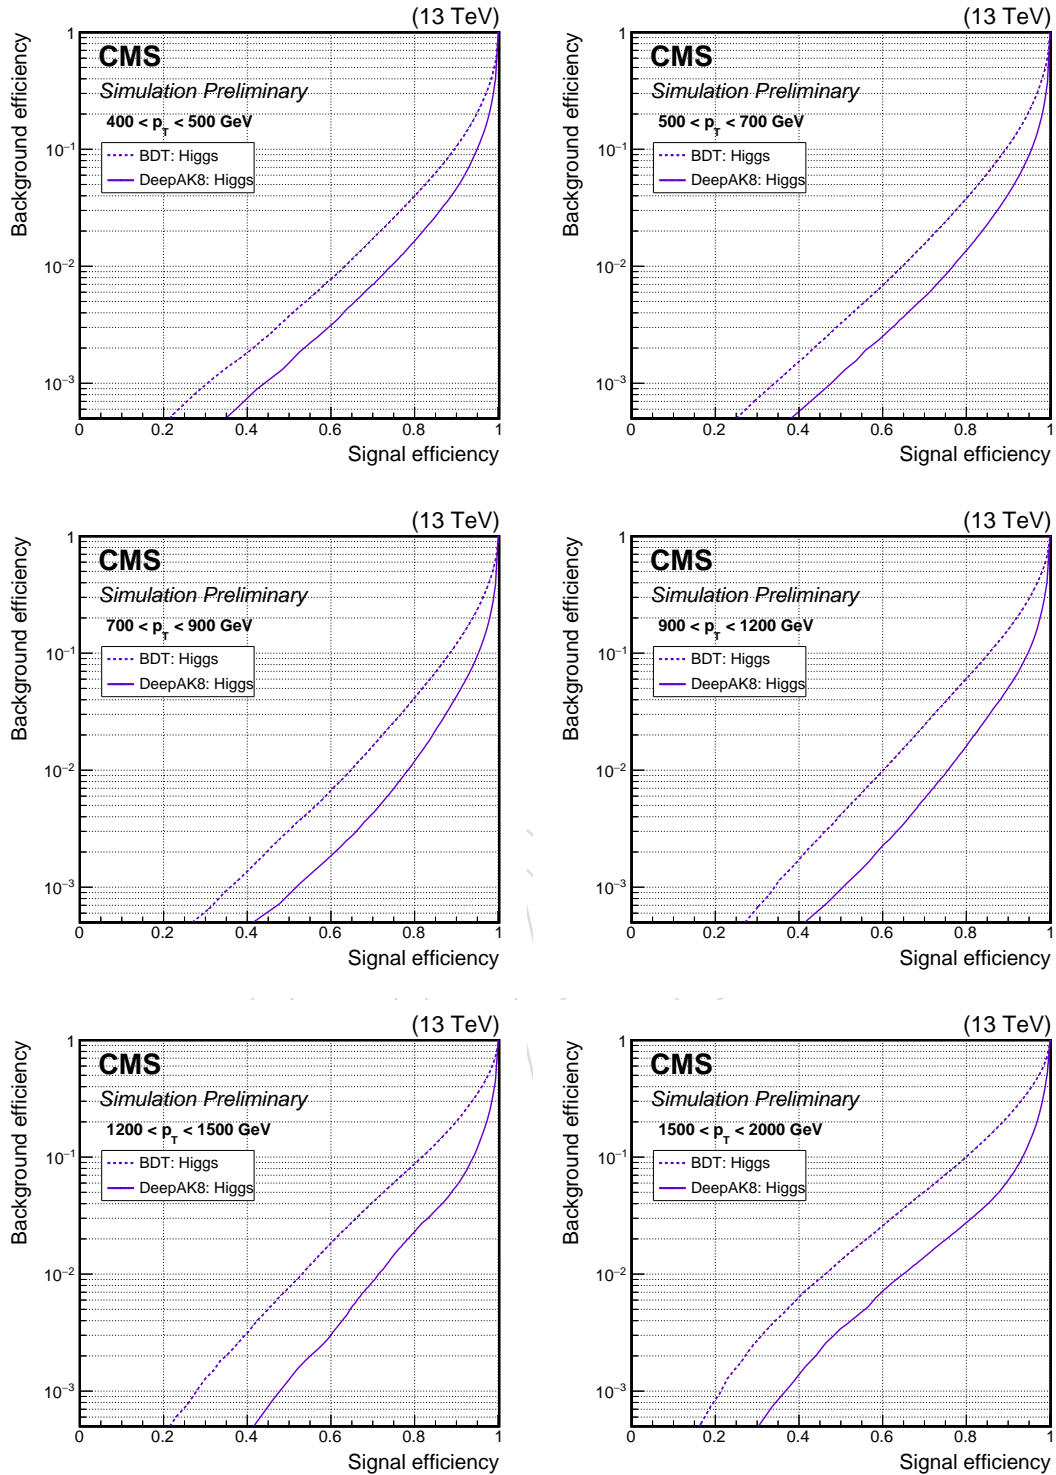 (13 TeV)
Background efficiency
1
10⁻¹
10⁻²
10⁻³
CMS
Simulation Preliminary
400 < p_T < 500 GeV
BDT: Higgs
DeepAK8: Higgs
0 0.2 0.4 0.6 0.8 1
Signal efficiency
(13 TeV)
Background efficiency
1
10⁻¹
10⁻²
10⁻³
CMS
Simulation Preliminary
500 < p_T < 700 GeV
BDT: Higgs
DeepAK8: Higgs
0 0.2 0.4 0.6 0.8 1
Signal efficiency
(13 TeV)
Background efficiency
1
10⁻¹
10⁻²
10⁻³
CMS
Simulation Preliminary
700 < p_T < 900 GeV
BDT: Higgs
DeepAK8: Higgs
0 0.2 0.4 0.6 0.8 1
Signal efficiency
(13 TeV)
Background efficiency
1
10⁻¹
10⁻²
10⁻³
CMS
Simulation Preliminary
900 < p_T < 1200 GeV
BDT: Higgs
DeepAK8: Higgs
0 0.2 0.4 0.6 0.8 1
Signal efficiency
(13 TeV)
Background efficiency
1
10⁻¹
10⁻²
10⁻³
CMS
Simulation Preliminary
1200 < p_T < 1500 GeV
BDT: Higgs
DeepAK8: Higgs
0 0.2 0.4 0.6 0.8 1
Signal efficiency
(13 TeV)
Background efficiency
1
10⁻¹
10⁻²
10⁻³
CMS
Simulation Preliminary
1500 < p_T < 2000 GeV
BDT: Higgs
DeepAK8: Higgs
0 0.2 0.4 0.6 0.8 1
Signal efficiency